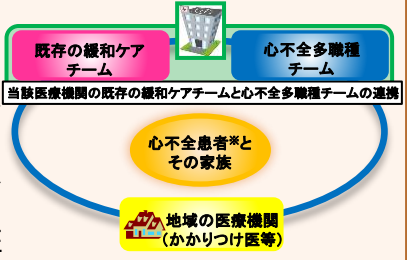 既存の緩和ケア
チーム
心不全多職種
チーム
当該医療機関の既存の緩和ケアチームと心不全多職種チームの連携
心不全患者※と
その家族
地域の医療機関
(かかりつけ医等)